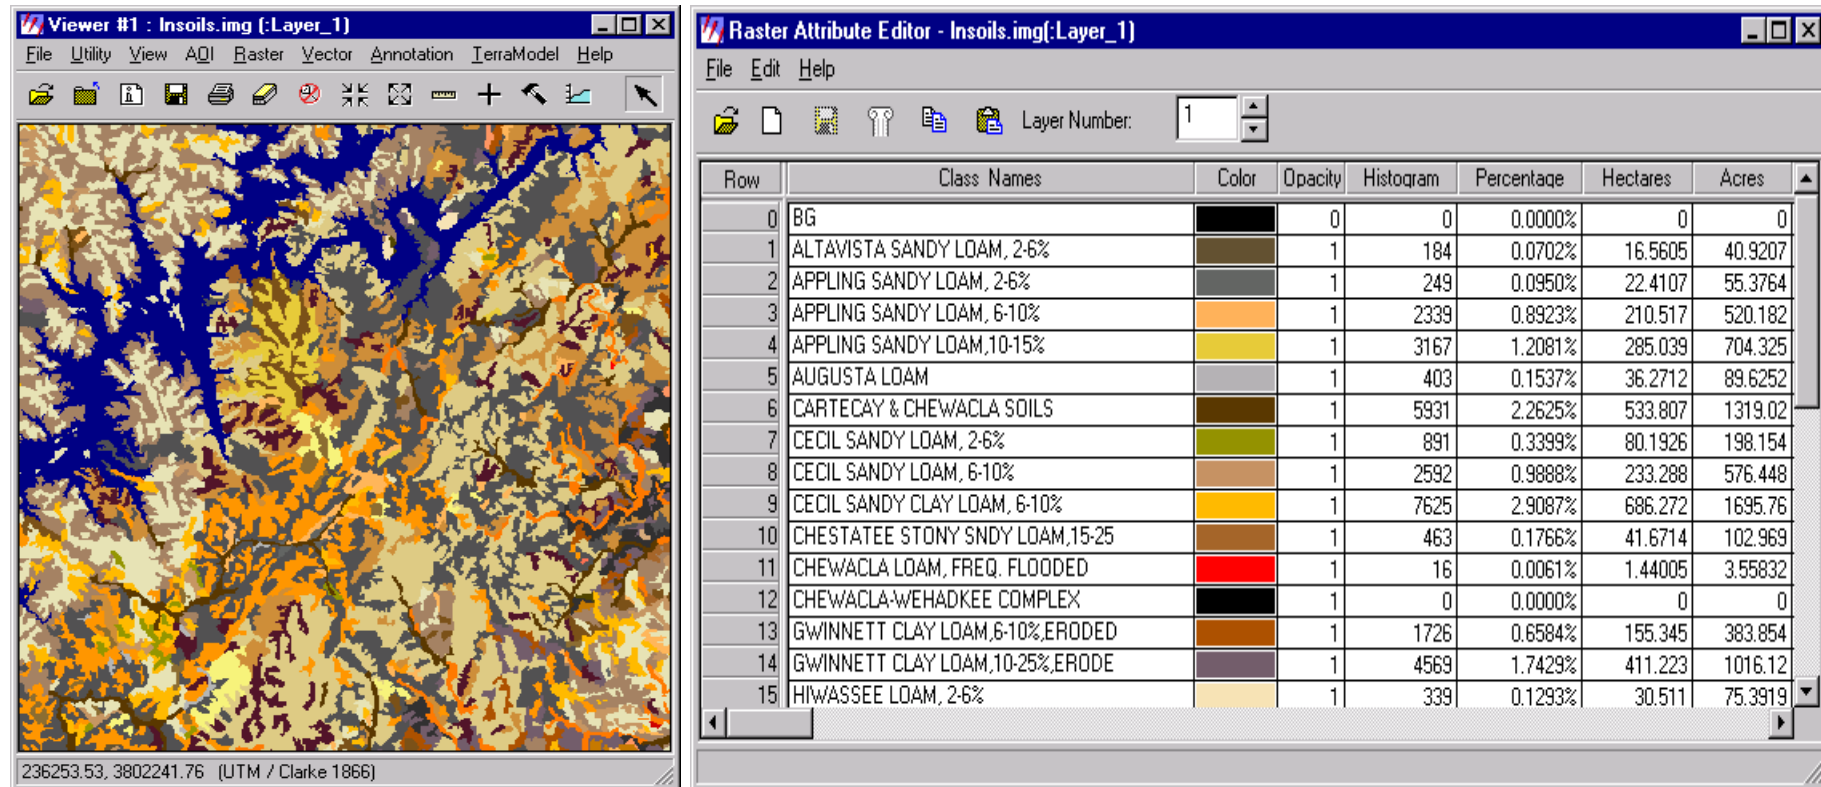 Viewer #1 : lnsoils.img (:Layer_1)
File Utility View AOI Raster Vector Annotation TerraModel Help
236253.53, 3802241.76 (UTM / Clarke 1866)
Raster Attribute Editor - lnsoils.img(:Layer_1)
File Edit Help
Layer Number: 1
Row Class Names Color Opacity Histogram Percentage Hectares Acres
0 BG 0 0 0.0000% 0 0
1 ALTAVISTA SANDY LOAM, 2-6% 1 184 0.0702% 16.5605 40.9207
2 APPLING SANDY LOAM, 2-6% 1 249 0.0950% 22.4107 55.3764
3 APPLING SANDY LOAM, 6-10% 1 2339 0.8923% 210.517 520.182
4 APPLING SANDY LOAM,10-15% 1 3167 1.2081% 285.039 704.325
5 AUGUSTA LOAM 1 403 0.1537% 36.2712 89.6252
6 CARTECAY & CHEWACLA SOILS 1 5931 2.2625% 533.807 1319.02
7 CECIL SANDY LOAM, 2-6% 1 891 0.3399% 80.1926 198.154
8 CECIL SANDY LOAM, 6-10% 1 2592 0.9888% 233.288 576.448
9 CECIL SANDY CLAY LOAM, 6-10% 1 7625 2.9087% 686.272 1695.76
10 CHESTATEE STONY SNDY LOAM,15-25 1 463 0.1766% 41.6714 102.969
11 CHEWACLA LOAM, FREQ. FLOODED 1 16 0.0061% 1.44005 3.55832
12 CHEWACLA-WEHADKEE COMPLEX 1 0 0.0000% 0 0
13 GWINNETT CLAY LOAM,6-10%,ERODED 1 1726 0.6584% 155.345 383.854
14 GWINNETT CLAY LOAM,10-25%,ERODE 1 4569 1.7429% 411.223 1016.12
15 HIWASSEE LOAM, 2-6% 1 339 0.1293% 30.511 75.3919